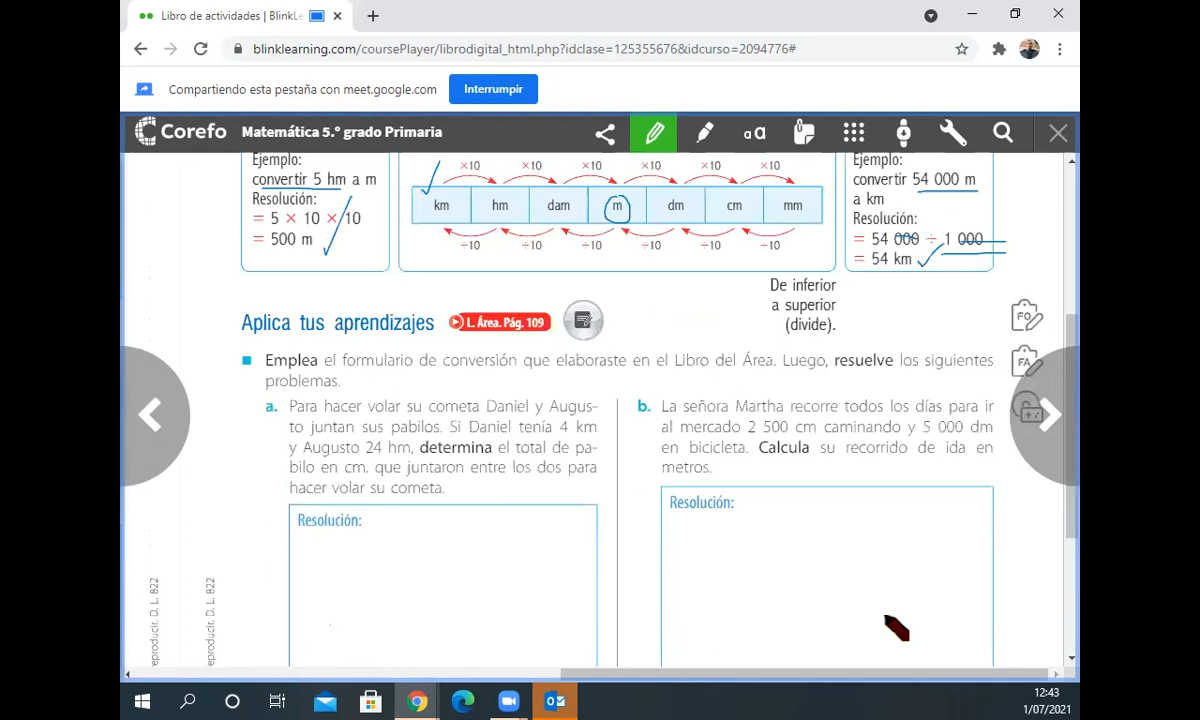 Libro de actividades | BlinkLe
blinklearning.com/coursePlayer/librodigital_html.php?idclase=125355676&idcurso=2094776#
Compartiendo esta pestaña con meet.google.com
Interrumpir
Corefo
Matemática 5.º grado Primaria
aA
Ejemplo:
convertir 5 hm a m
Resolución:
= 5 × 10 × 10
= 500 m
×10 ×10 ×10 ×10 ×10 ×10
km hm dam m dm cm mm
÷10 ÷10 ÷10 ÷10 ÷10 ÷10
Ejemplo:
convertir 54 000 m
a km
Resolución:
= 54 000 ÷ 1 000
= 54 km
De inferior
a superior
(divide).
Aplica tus aprendizajes
L. Área. Pág. 109
FO
FA
Emplea el formulario de conversión que elaboraste en el Libro del Área. Luego, resuelve los siguientes
problemas.
a. Para hacer volar su cometa Daniel y Augus-
to juntan sus pabilos. Si Daniel tenía 4 km
y Augusto 24 hm, determina el total de pa-
bilo en cm. que juntaron entre los dos para
hacer volar su cometa.
Resolución:
b. La señora Martha recorre todos los días para ir
al mercado 2 500 cm caminando y 5 000 dm
en bicicleta. Calcula su recorrido de ida en
metros.
Resolución:
reproducir. D. L. 822
reproducir. D. L. 822
12:43
1/07/2021